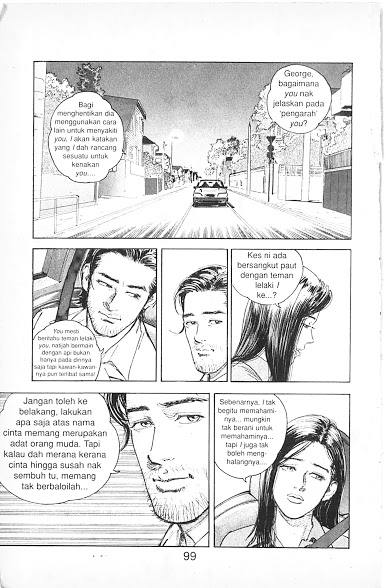 George,
bagaimana
you nak
jelaskan pada
'pengarah'
you?
Bagi
menghentikan dia
menggunakan cara
lain untuk menyakiti
you, I akan katakan
yang I dah rancang
sesuatu untuk
kenakan
you....
You mesti
beritahu teman lelaki
you, natijah bermain
dengan api bukan
hanya pada dirinya
saja tapi kawan-kawan-
nya pun terlibat sama!
Kes ni ada
bersangkut paut
dengan teman
lelaki I
ke...?
Jangan toleh ke
belakang, lakukan
apa saja atas nama
cinta memang merupakan
adat orang muda. Tapi
kalau dah merana kerana
cinta hingga susah nak
sembuh tu, memang
tak berbaloilah...
Sebenarnya, I tak
begitu memahami-
nya... mungkin
tak berani untuk
memahaminya...
tapi I juga tak
boleh meng-
halangnya...
99